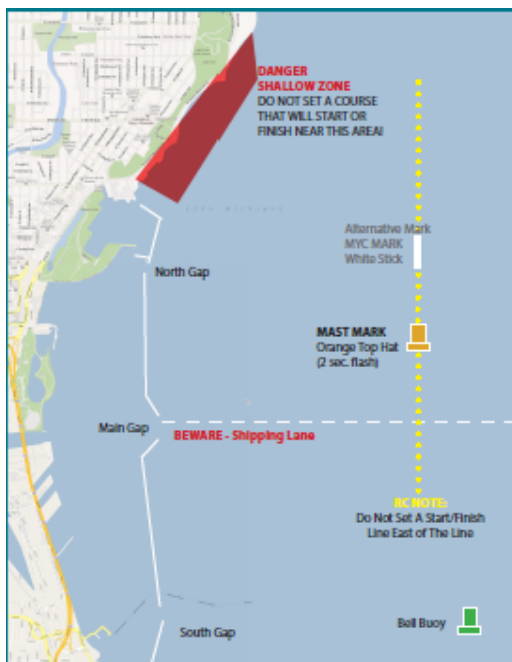 DANGER
SHALLOW ZONE
DO NOT SET A COURSE
THAT WILL START OR
FINISH NEAR THIS AREA!
Alternative Mark
MYC MARK
White Stick
North Gap
MAST MARK
Orange Top Hat
(2 sec. flash)
Main Gap
BEWARE - Shipping Lane
RC NOTE:
Do Not Set A Start/Finish
Line East of The Line
Bell Buoy
South Gap